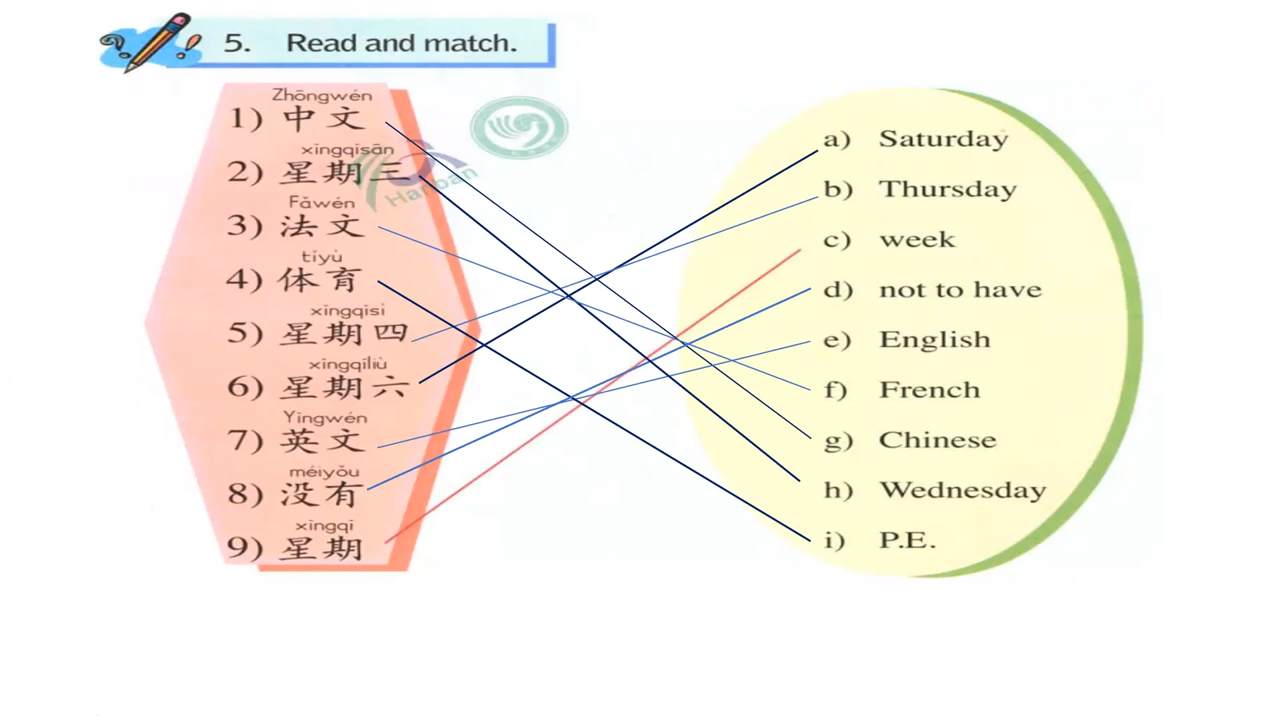 5. Read and match.
Zhōngwén
1) 中文
xīngqīsān
2) 星期三
Fǎwén
3) 法文
tǐyù
4) 体育
xīngqīsì
5) 星期四
xīngqīliù
6) 星期六
Yīngwén
7) 英文
méiyǒu
8) 没有
xīngqī
9) 星期
Hanban
a) Saturday
b) Thursday
c) week
d) not to have
e) English
f) French
g) Chinese
h) Wednesday
i) P.E.